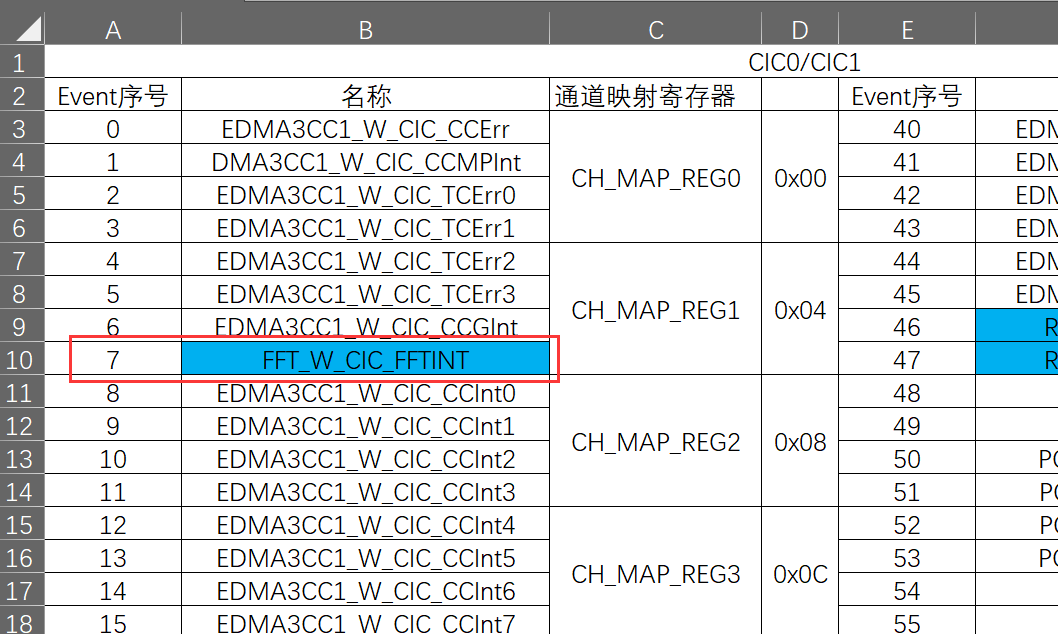 A B C D E
1 CIC0/CIC1
2 Event序号 名称 通道映射寄存器 Event序号
3 0 EDMA3CC1_W_CIC_CCErr CH_MAP_REG0 0x00 40 EDM
4 1 DMA3CC1_W_CIC_CCMPInt 41 EDM
5 2 EDMA3CC1_W_CIC_TCErr0 42 EDM
6 3 EDMA3CC1_W_CIC_TCErr1 43 EDM
7 4 EDMA3CC1_W_CIC_TCErr2 CH_MAP_REG1 0x04 44 EDM
8 5 EDMA3CC1_W_CIC_TCErr3 45 EDM
9 6 EDMA3CC1_W_CIC_CCGInt 46 R
10 7 FFT_W_CIC_FFTINT 47 R
11 8 EDMA3CC1_W_CIC_CCInt0 CH_MAP_REG2 0x08 48
12 9 EDMA3CC1_W_CIC_CCInt1 49
13 10 EDMA3CC1_W_CIC_CCInt2 50 PC
14 11 EDMA3CC1_W_CIC_CCInt3 51 PC
15 12 EDMA3CC1_W_CIC_CCInt4 CH_MAP_REG3 0x0C 52 PC
16 13 EDMA3CC1_W_CIC_CCInt5 53 PC
17 14 EDMA3CC1_W_CIC_CCInt6 54
18 15 EDMA3CC1_W_CIC_CCInt7 55